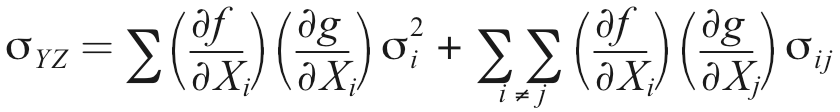 σ_{YZ} = ∑ (∂f/∂X_i) (∂g/∂X_i) σ_i^2 + ∑∑_{i ≠ j} (∂f/∂X_i) (∂g/∂X_j) σ_{ij}